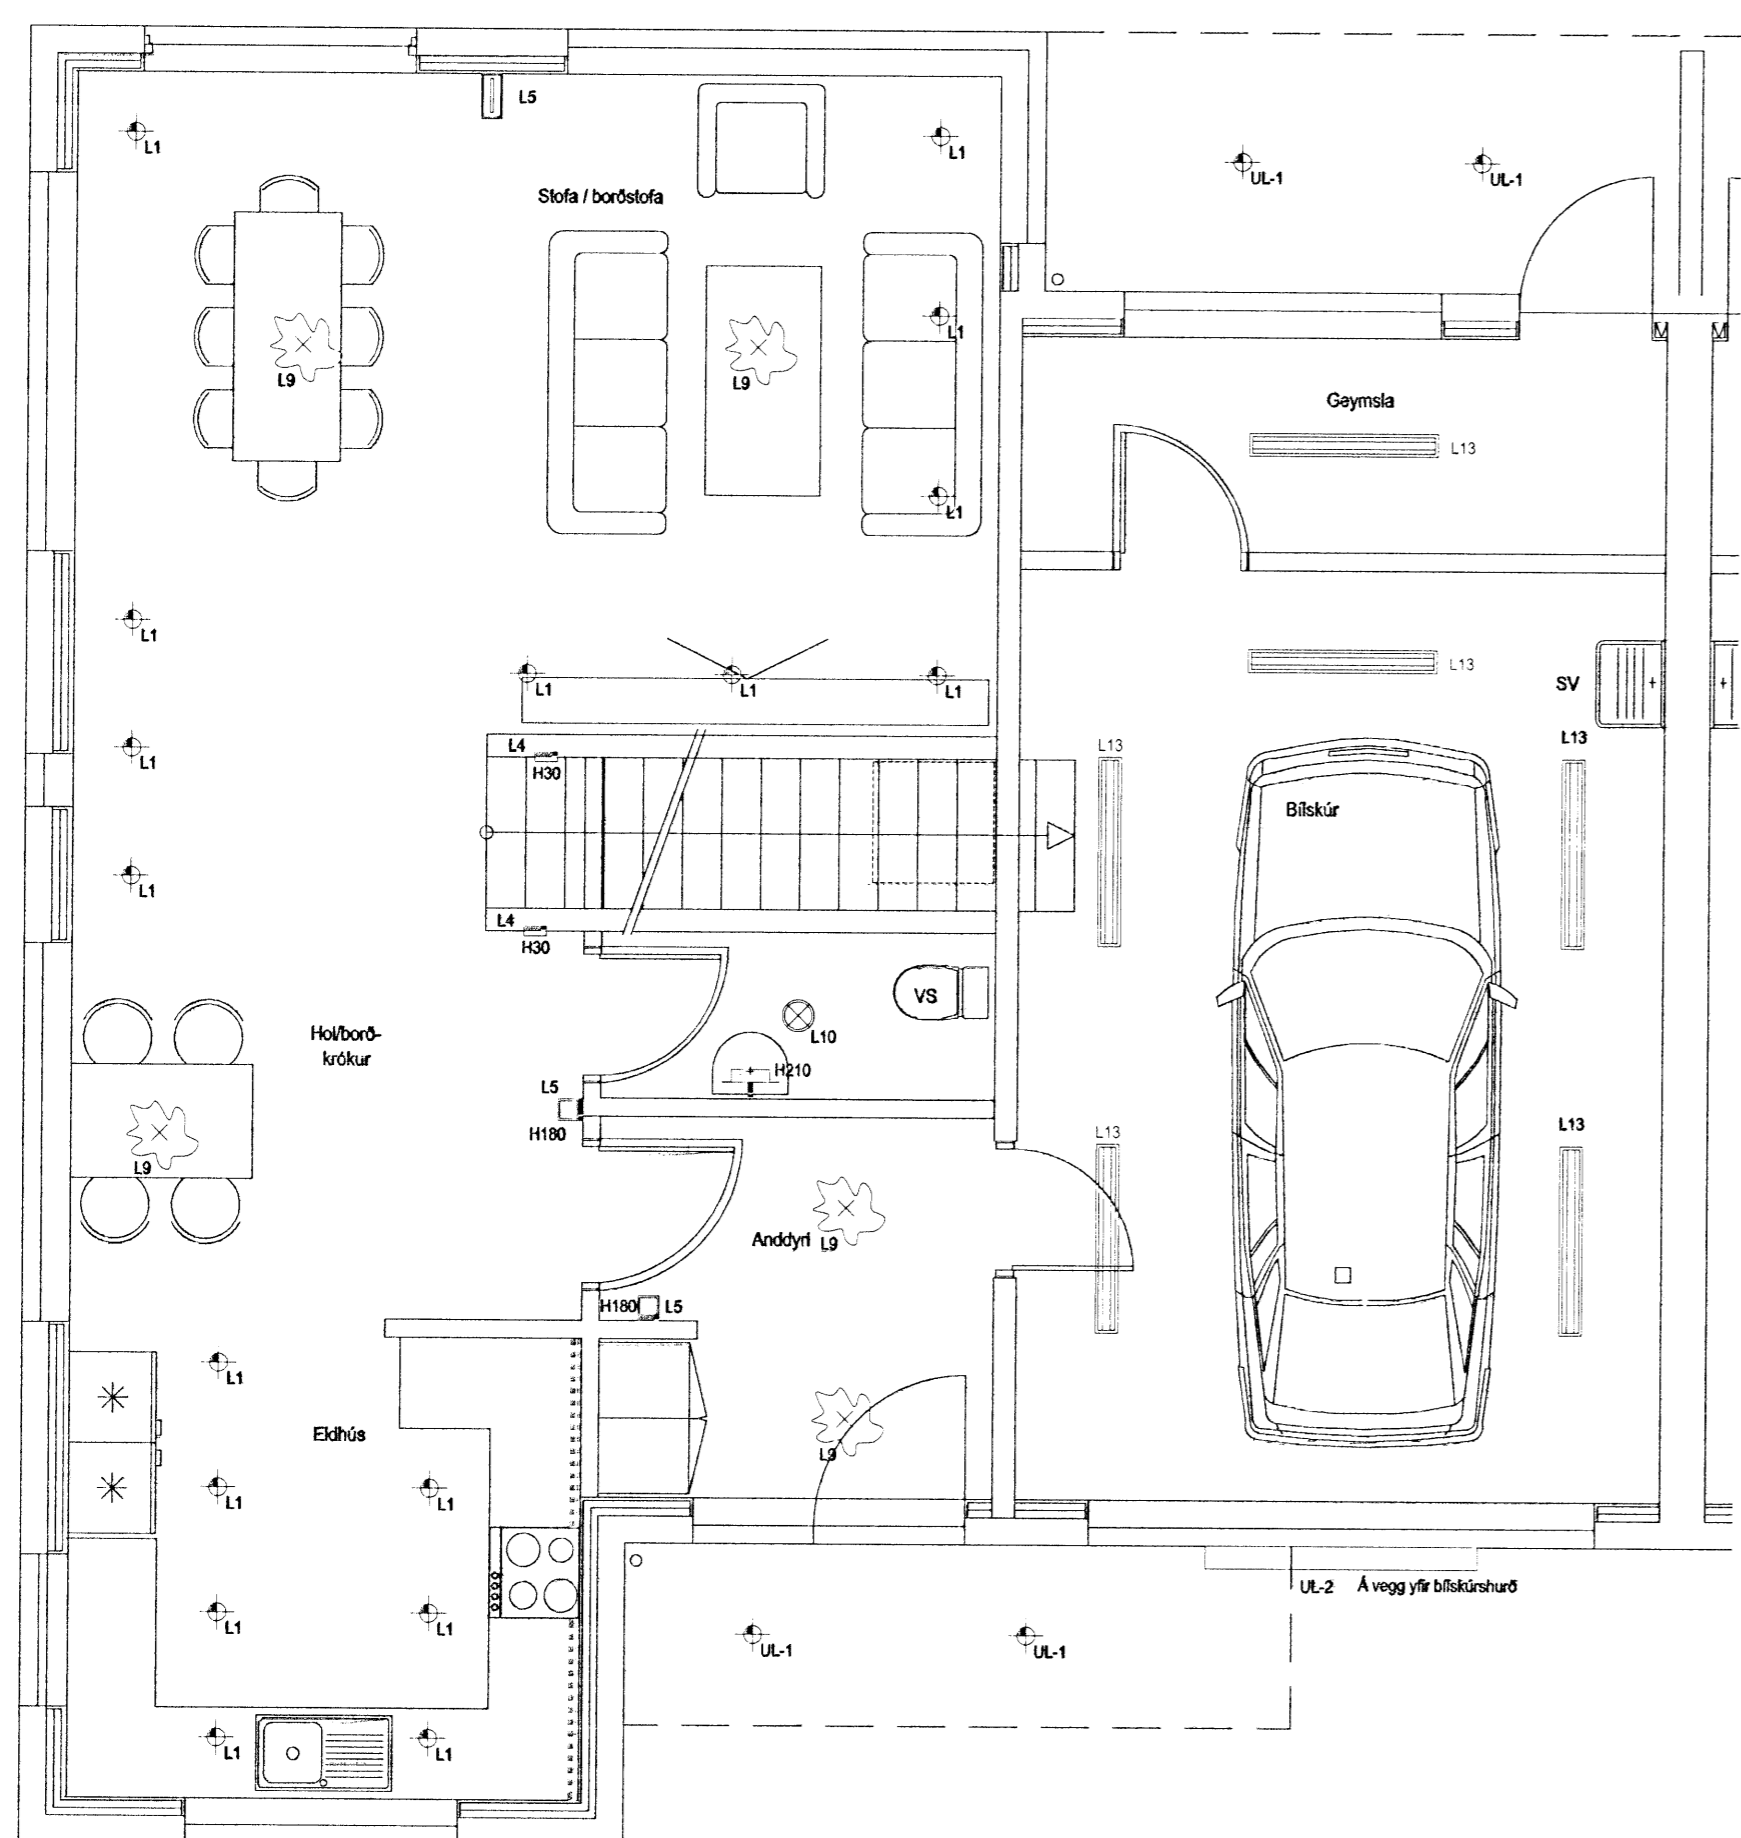 L5
L1
L1
UL-1
UL-1
Stofa / borðstofa
L1
L9
L9
Geymsla
L13
L1
L1
L13
SV
L1
L1
L1
L4
H30
L13
L13
L1
Bílskúr
L1
L4
H30
VS
Hol/borð-
krókur
L10
H210
L5
H180
L13
L13
L9
Anddyri
L9
H180
L5
L1
Eldhús
L9
L1
L1
UL-2
Á vegg yfir bílskúrshurð
L1
L1
UL-1
UL-1
L1
L1